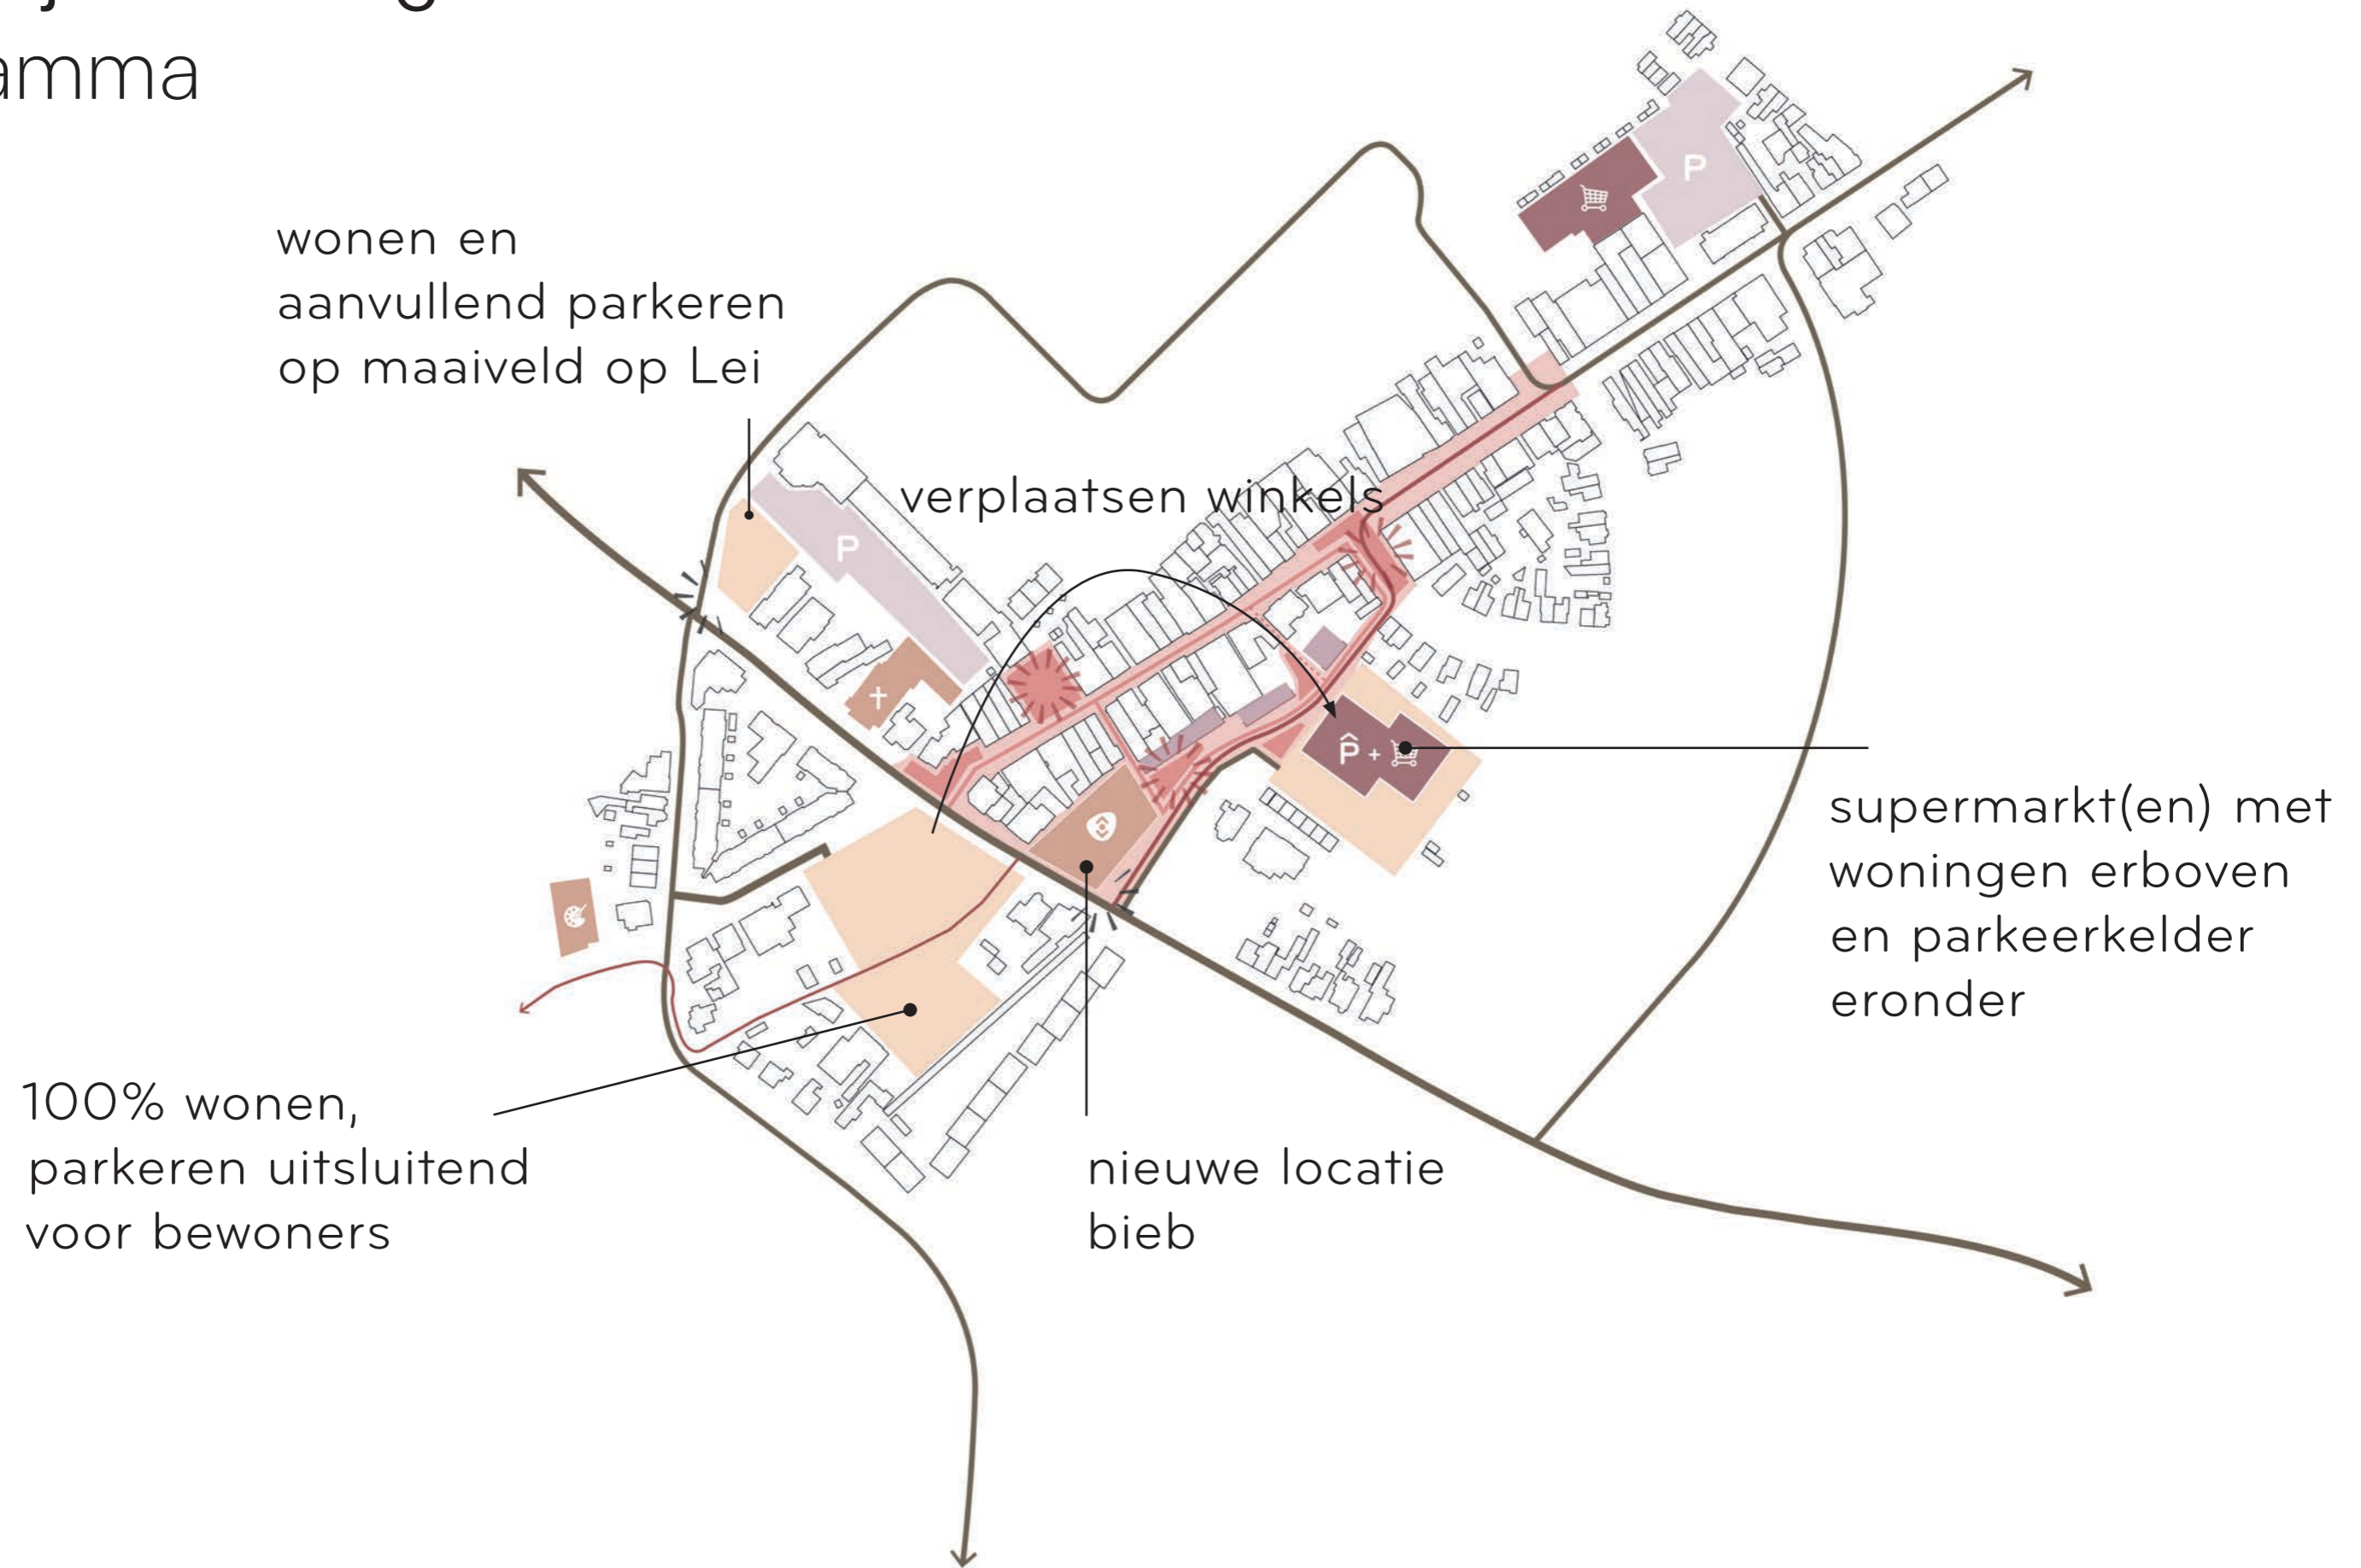 amma
wonen en
aanvullend parkeren
op maaiveld op Lei
verplaatsen winkels
P
P
P + 
supermarkt(en) met
woningen erboven
en parkeerkelder
eronder
100% wonen,
parkeren uitsluitend
voor bewoners
nieuwe locatie
bieb